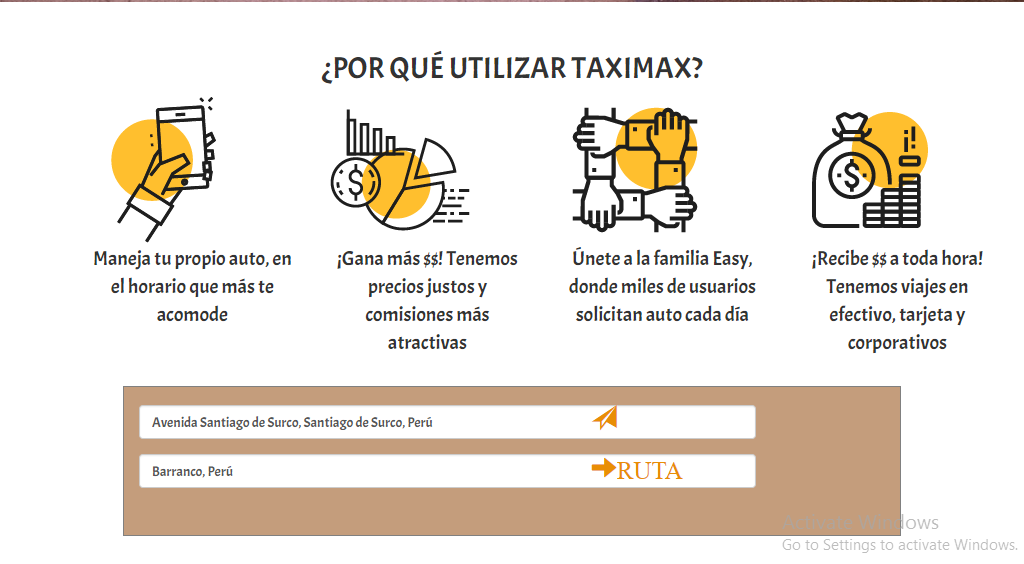 ¿POR QUÉ UTILIZAR TAXIMAX?
$
$
¡!
Maneja tu propio auto, en
el horario que más te
acomode
¡Gana más $$! Tenemos
precios justos y
comisiones más
atractivas
Únete a la familia Easy,
donde miles de usuarios
solicitan auto cada día
¡Recibe $$ a toda hora!
Tenemos viajes en
efectivo, tarjeta y
corporativos
Avenida Santiago de Surco, Santiago de Surco, Perú
Barranco, Perú
RUTA
Activate Windows
Go to Settings to activate Windows.